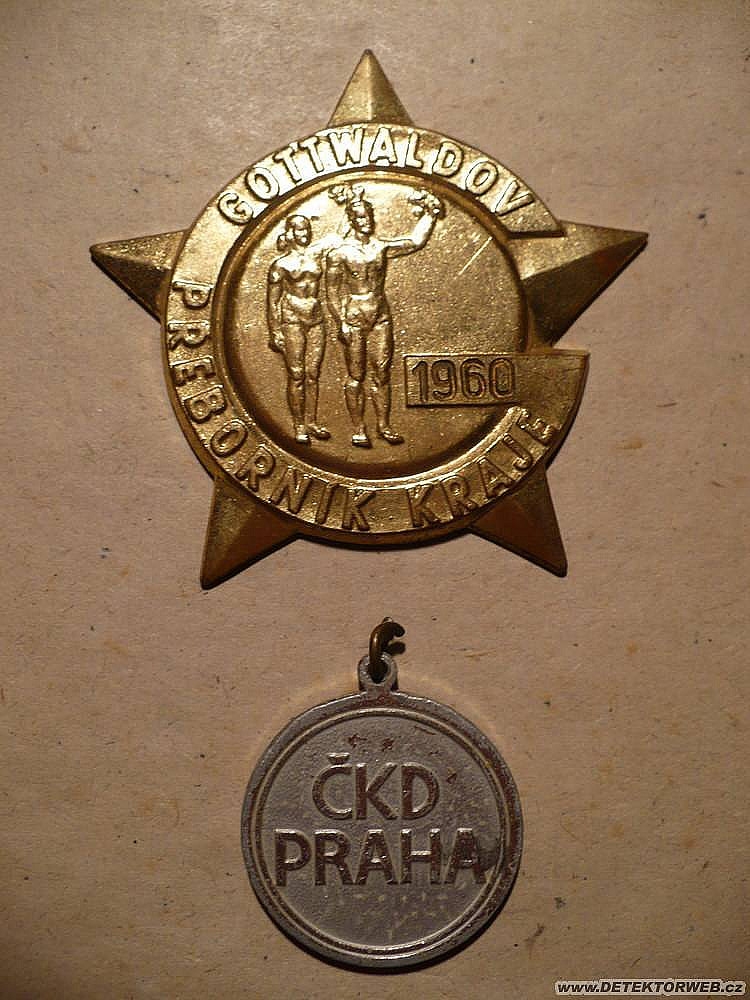 GOTTWALDOV
PŘEBORNÍK KRAJE
1960
ČKD
PRAHA
www.DETEKTORWEB.cz